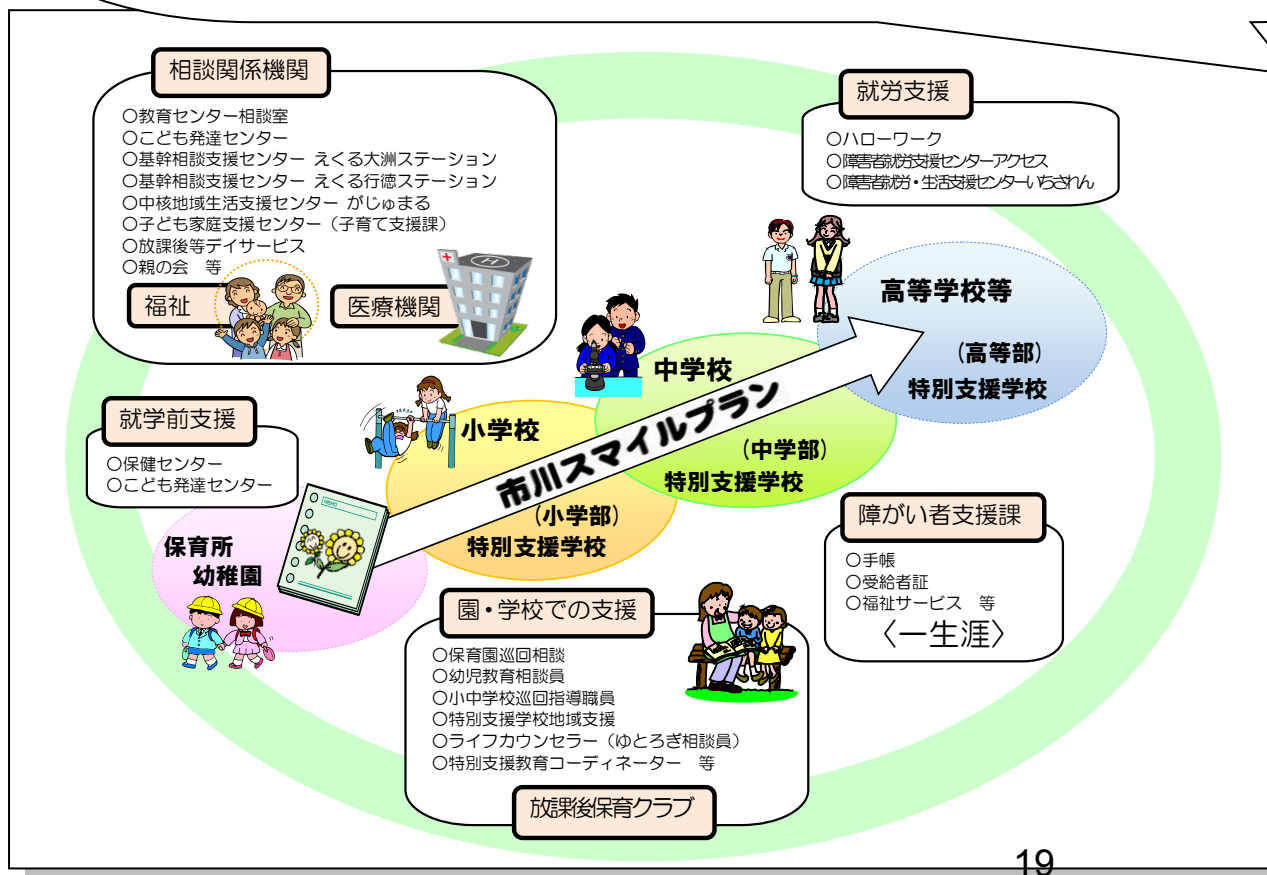 相談関係機関
○教育センター相談室
○こども発達センター
○基幹相談支援センター えくる大洲ステーション
○基幹相談支援センター えくる行徳ステーション
○中核地域生活支援センター がじゅまる
○子ども家庭支援センター（子育て支援課）
○放課後等デイサービス
○親の会　等
福祉
医療機関
H
就労支援
○ハローワーク
○障害者就労支援センターアクセス
○障害者就労・生活支援センターいちされん
高等学校等
（高等部）
特別支援学校
中学校
（中学部）
特別支援学校
小学校
（小学部）
特別支援学校
市川スマイルプラン
就学前支援
○保健センター
○こども発達センター
MEMO
保育所
幼稚園
障がい者支援課
○手帳
○受給者証
○福祉サービス　等
〈一生涯〉
園・学校での支援
○保育園巡回相談
○幼児教育相談員
○小中学校巡回指導職員
○特別支援学校地域支援
○ライフカウンセラー（ゆとろぎ相談員）
○特別支援教育コーディネーター　等
放課後保育クラブ
19